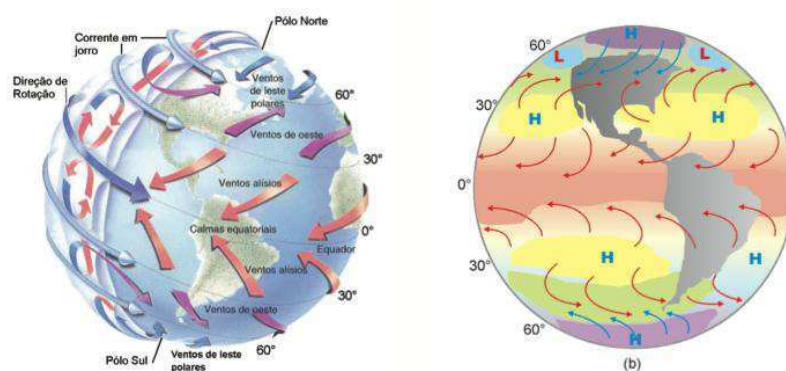 Pólo Norte
Corrente em
jorro
Direção de
Rotação
Ventos
de leste
polares
60°
Ventos de oeste
30°
Ventos alísios
Calmas equatoriais
0°
Equador
Ventos alísios
30°
Ventos de oeste
60°
Pólo Sul
Ventos de leste
polares
H
60°
L
L
30°
H
H
0°
H
H
30°
60°
H
(b)